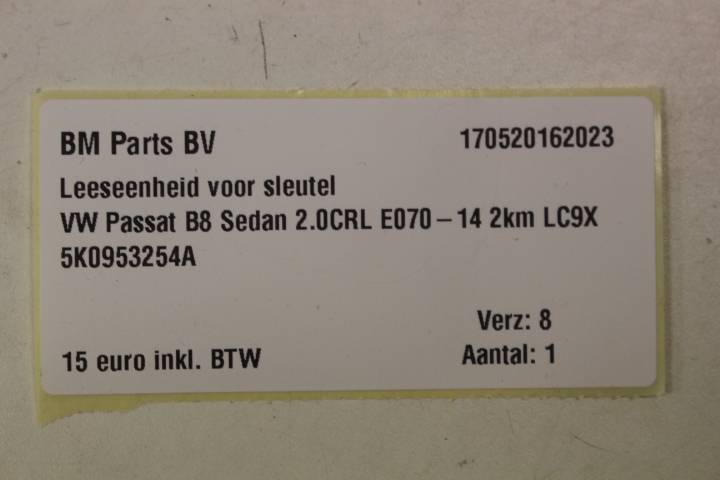 BM Parts BV 170520162023
Leeseenheid voor sleutel
VW Passat B8 Sedan 2.0CRL E070-14 2km LC9X
5K0953254A
Verz: 8
15 euro inkl. BTW Aantal: 1